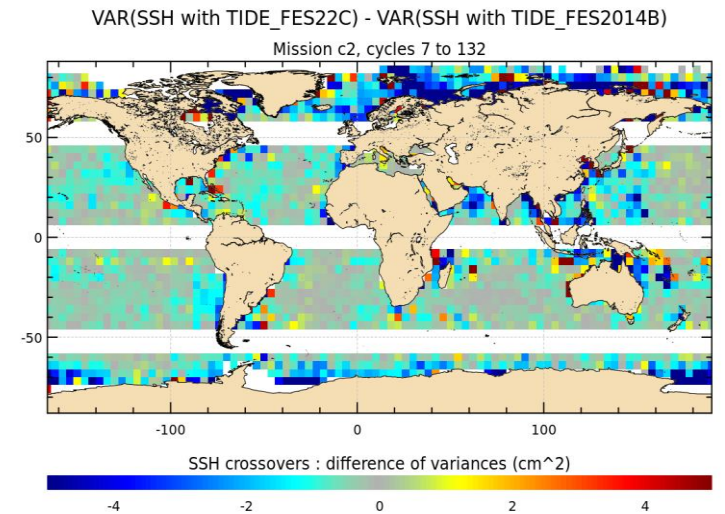 VAR(SSH with TIDE_FES22C) - VAR(SSH with TIDE_FES2014B)
Mission c2, cycles 7 to 132
50
0
-50
-100 0 100
SSH crossovers : difference of variances (cm^2)
-4 -2 0 2 4